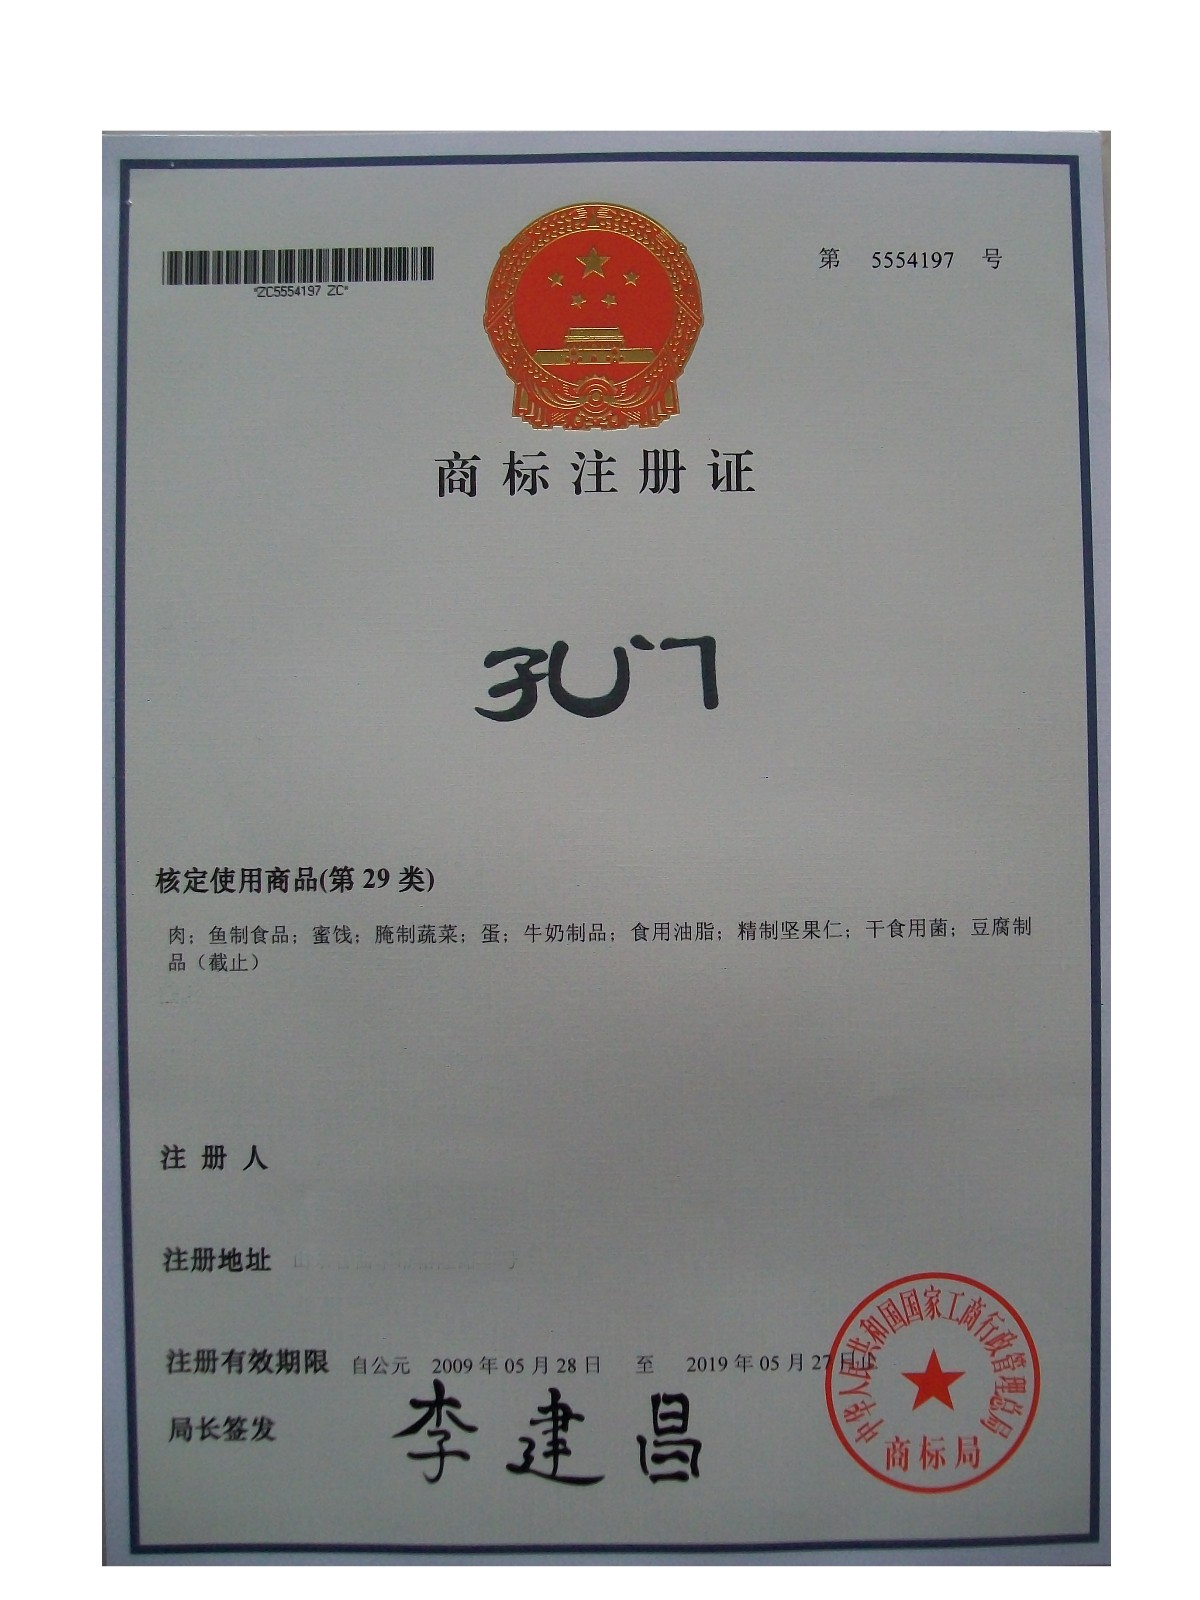 *ZC5554197 ZC*
第 5554197 号
商标注册证
孔门
核定使用商品(第 29 类)
肉；鱼制食品；蜜饯；腌制蔬菜；蛋；牛奶制品；食用油脂；精制坚果仁；干食用菌；豆腐制
品（截止）
注 册 人
注册地址
注册有效期限 自公元 2009 年 05 月 28 日 至 2019 年 05 月 27 日止
局长签发 李建昌
中华人民共和国国家工商行政管理总局
商标局